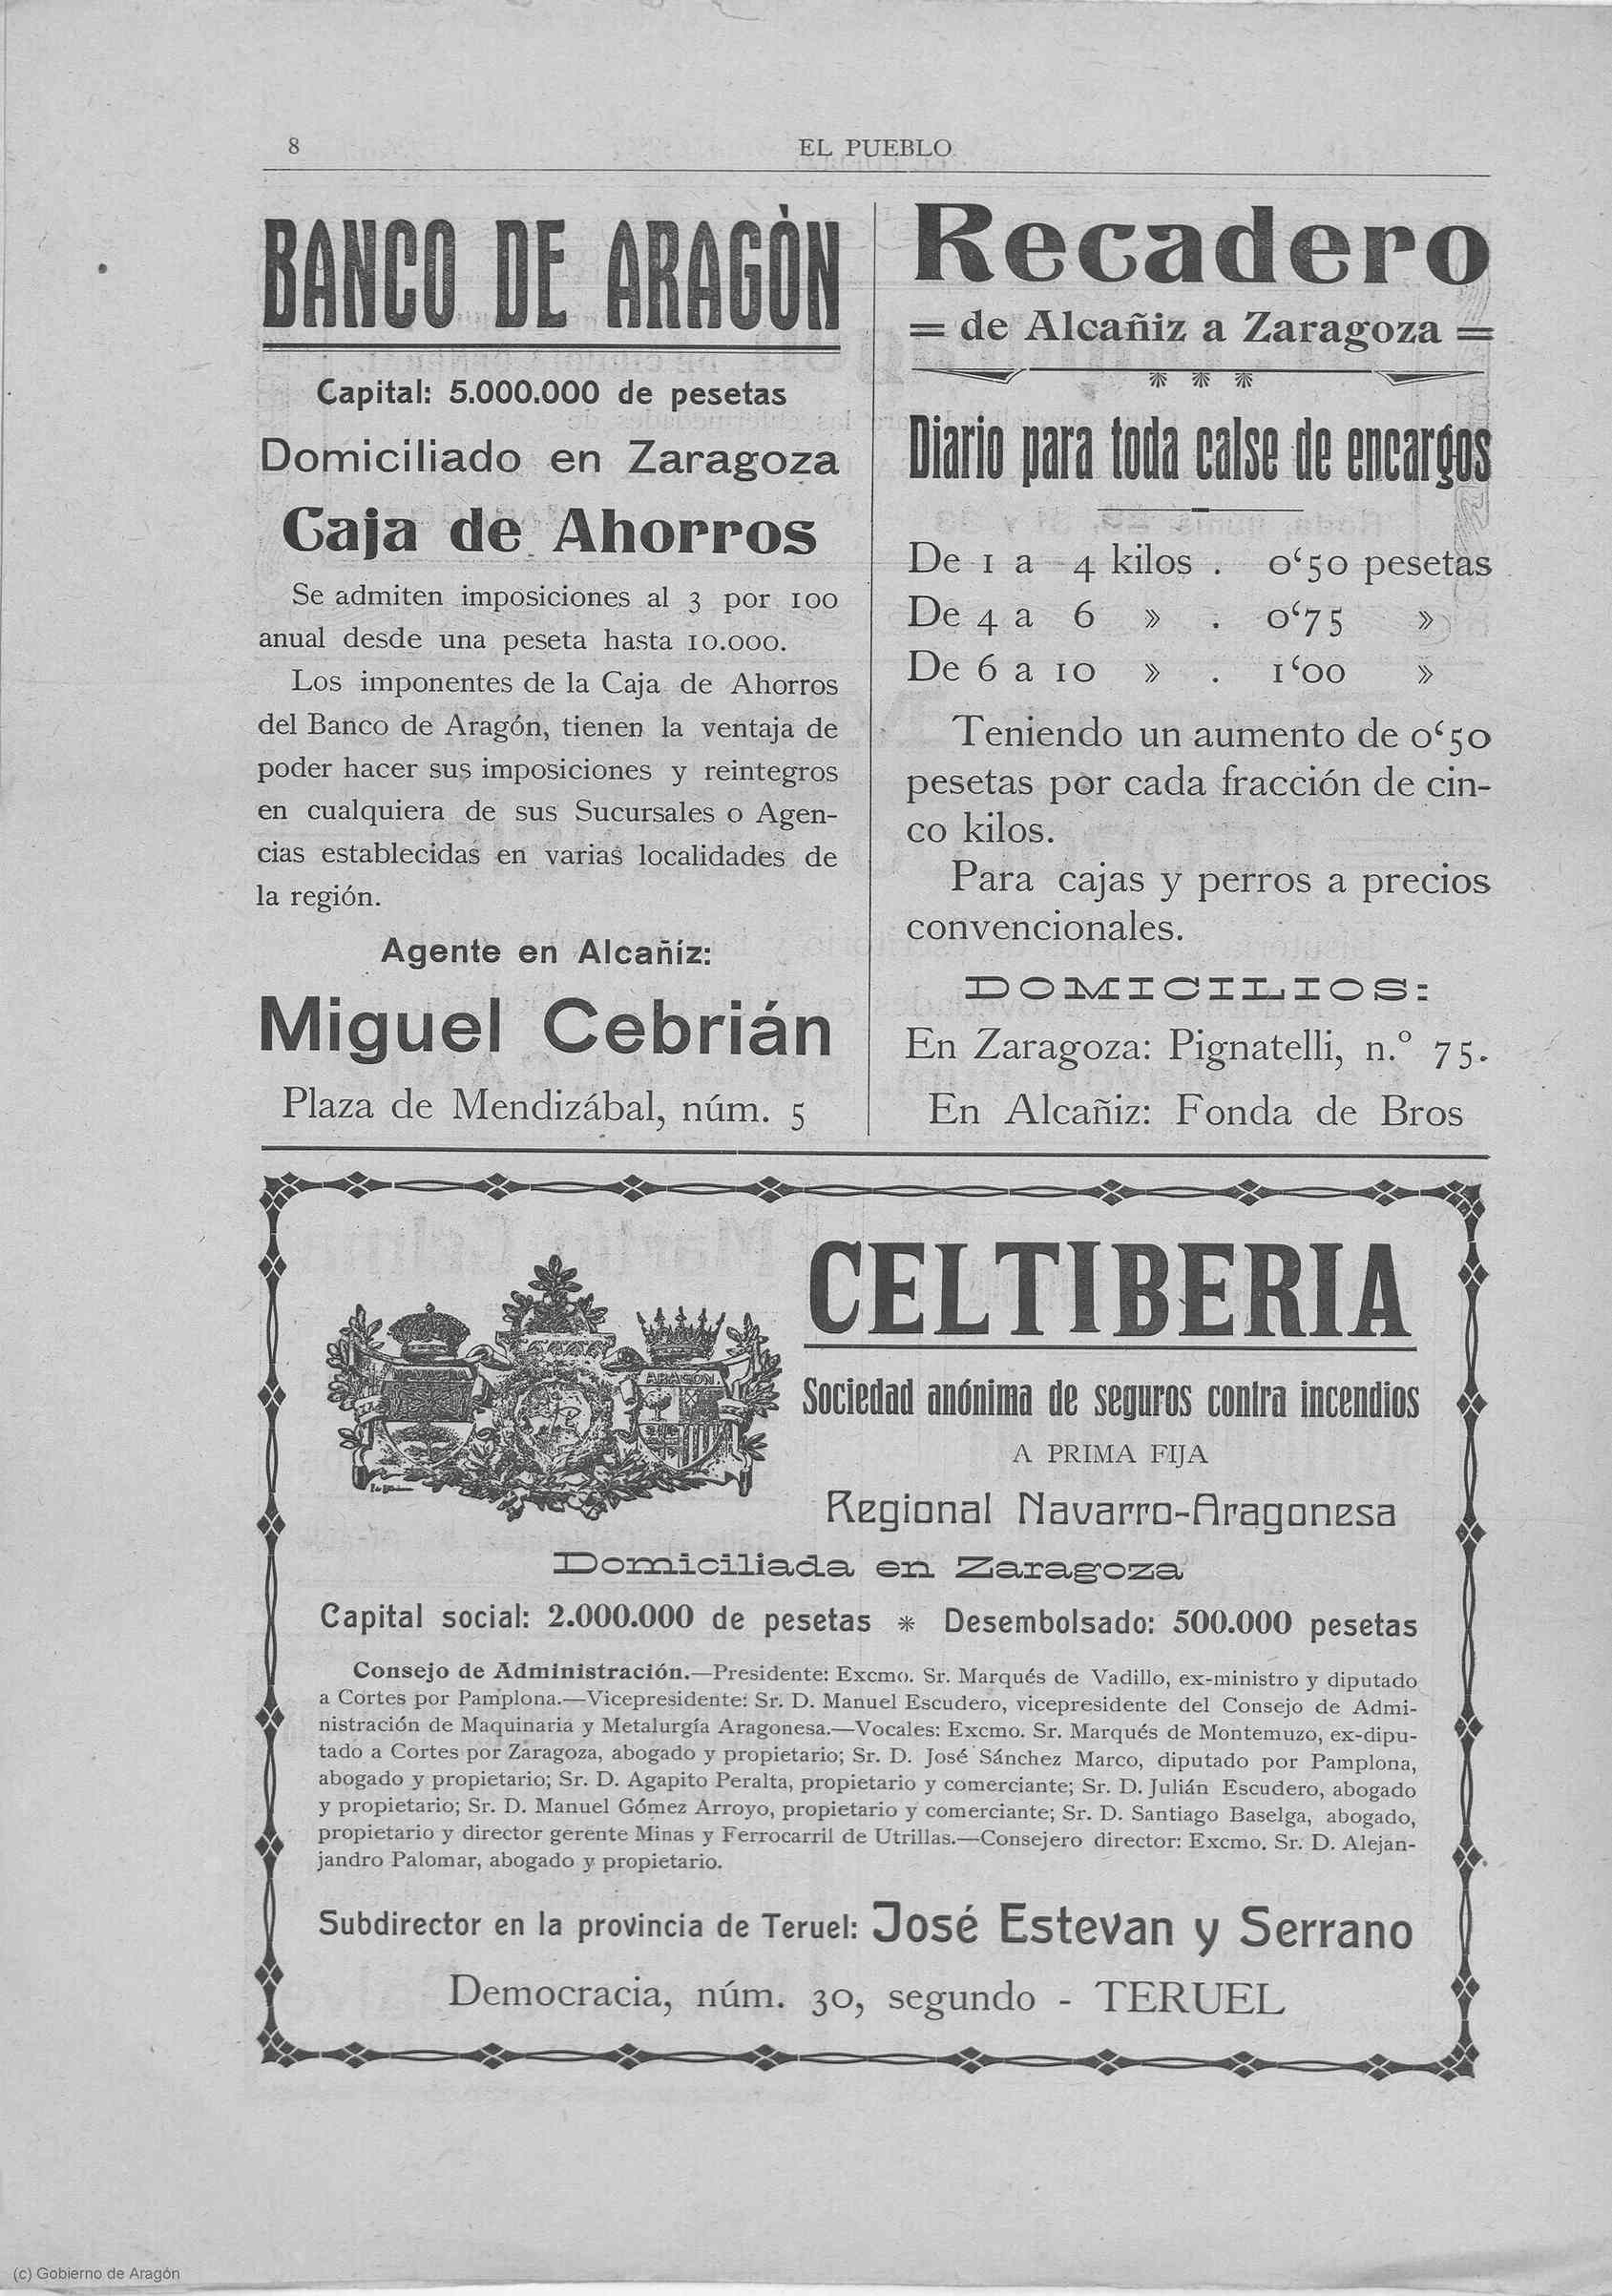 8
EL PUEBLO
BANCO DE ARAGÓN
Capital: 5.000.000 de pesetas
Domiciliado en Zaragoza
Caja de Ahorros
Se admiten imposiciones al 3 por 100
anual desde una peseta hasta 10.000.
Los imponentes de la Caja de Ahorros
del Banco de Aragón, tienen la ventaja de
poder hacer sus imposiciones y reintegros
en cualquiera de sus Sucursales o Agen-
cias establecidas en varias localidades de
la región.
Agente en Alcañíz:
Miguel Cebrián
Plaza de Mendizábal, núm. 5
Recadero
= de Alcañiz a Zaragoza =
Diario para toda calse de encargos
De 1 a 4 kilos . 0‘50 pesetas
De 4 a 6 » . 0‘75 »
De 6 a 10 » . 1‘00 »
Teniendo un aumento de 0‘50
pesetas por cada fracción de cin-
co kilos.
Para cajas y perros a precios
convencionales.
DOMICILIOS:
En Zaragoza: Pignatelli, n.º 75.
En Alcañiz: Fonda de Bros
CELTIBERIA
NAVARRA
ARAGON
Sociedad anónima de seguros contra incendios
A PRIMA FIJA
Regional Navarro-Aragonesa
Domiciliada en Zaragoza
Capital social: 2.000.000 de pesetas * Desembolsado: 500.000 pesetas
Consejo de Administración.—Presidente: Excmo. Sr. Marqués de Vadillo, ex-ministro y diputado
a Cortes por Pamplona.—Vicepresidente: Sr. D. Manuel Escudero, vicepresidente del Consejo de Admi-
nistración de Maquinaria y Metalurgía Aragonesa.—Vocales: Excmo. Sr. Marqués de Montemuzo, ex-dipu-
tado a Cortes por Zaragoza, abogado y propietario; Sr. D. José Sánchez Marco, diputado por Pamplona,
abogado y propietario; Sr. D. Agapito Peralta, propietario y comerciante; Sr. D. Julián Escudero, abogado
y propietario; Sr. D. Manuel Gómez Arroyo, propietario y comerciante; Sr. D. Santiago Baselga, abogado,
propietario y director gerente Minas y Ferrocarril de Utrillas.—Consejero director: Excmo. Sr. D. Alejan-
jandro Palomar, abogado y propietario.
Subdirector en la provincia de Teruel: José Estevan y Serrano
Democracia, núm. 30, segundo - TERUEL
(c) Gobierno de Aragón